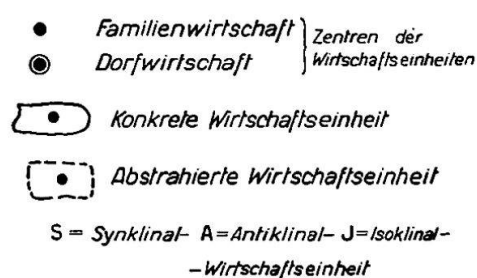 Familienwirtschaft
Dorfwirtschaft
Zentren der
Wirtschaftseinheiten
Konkrete Wirtschaftseinheit
Abstrahierte Wirtschaftseinheit
S = Synklinal- A=Antiklinal- J=Isoklinal-
-Wirtschaftseinheit